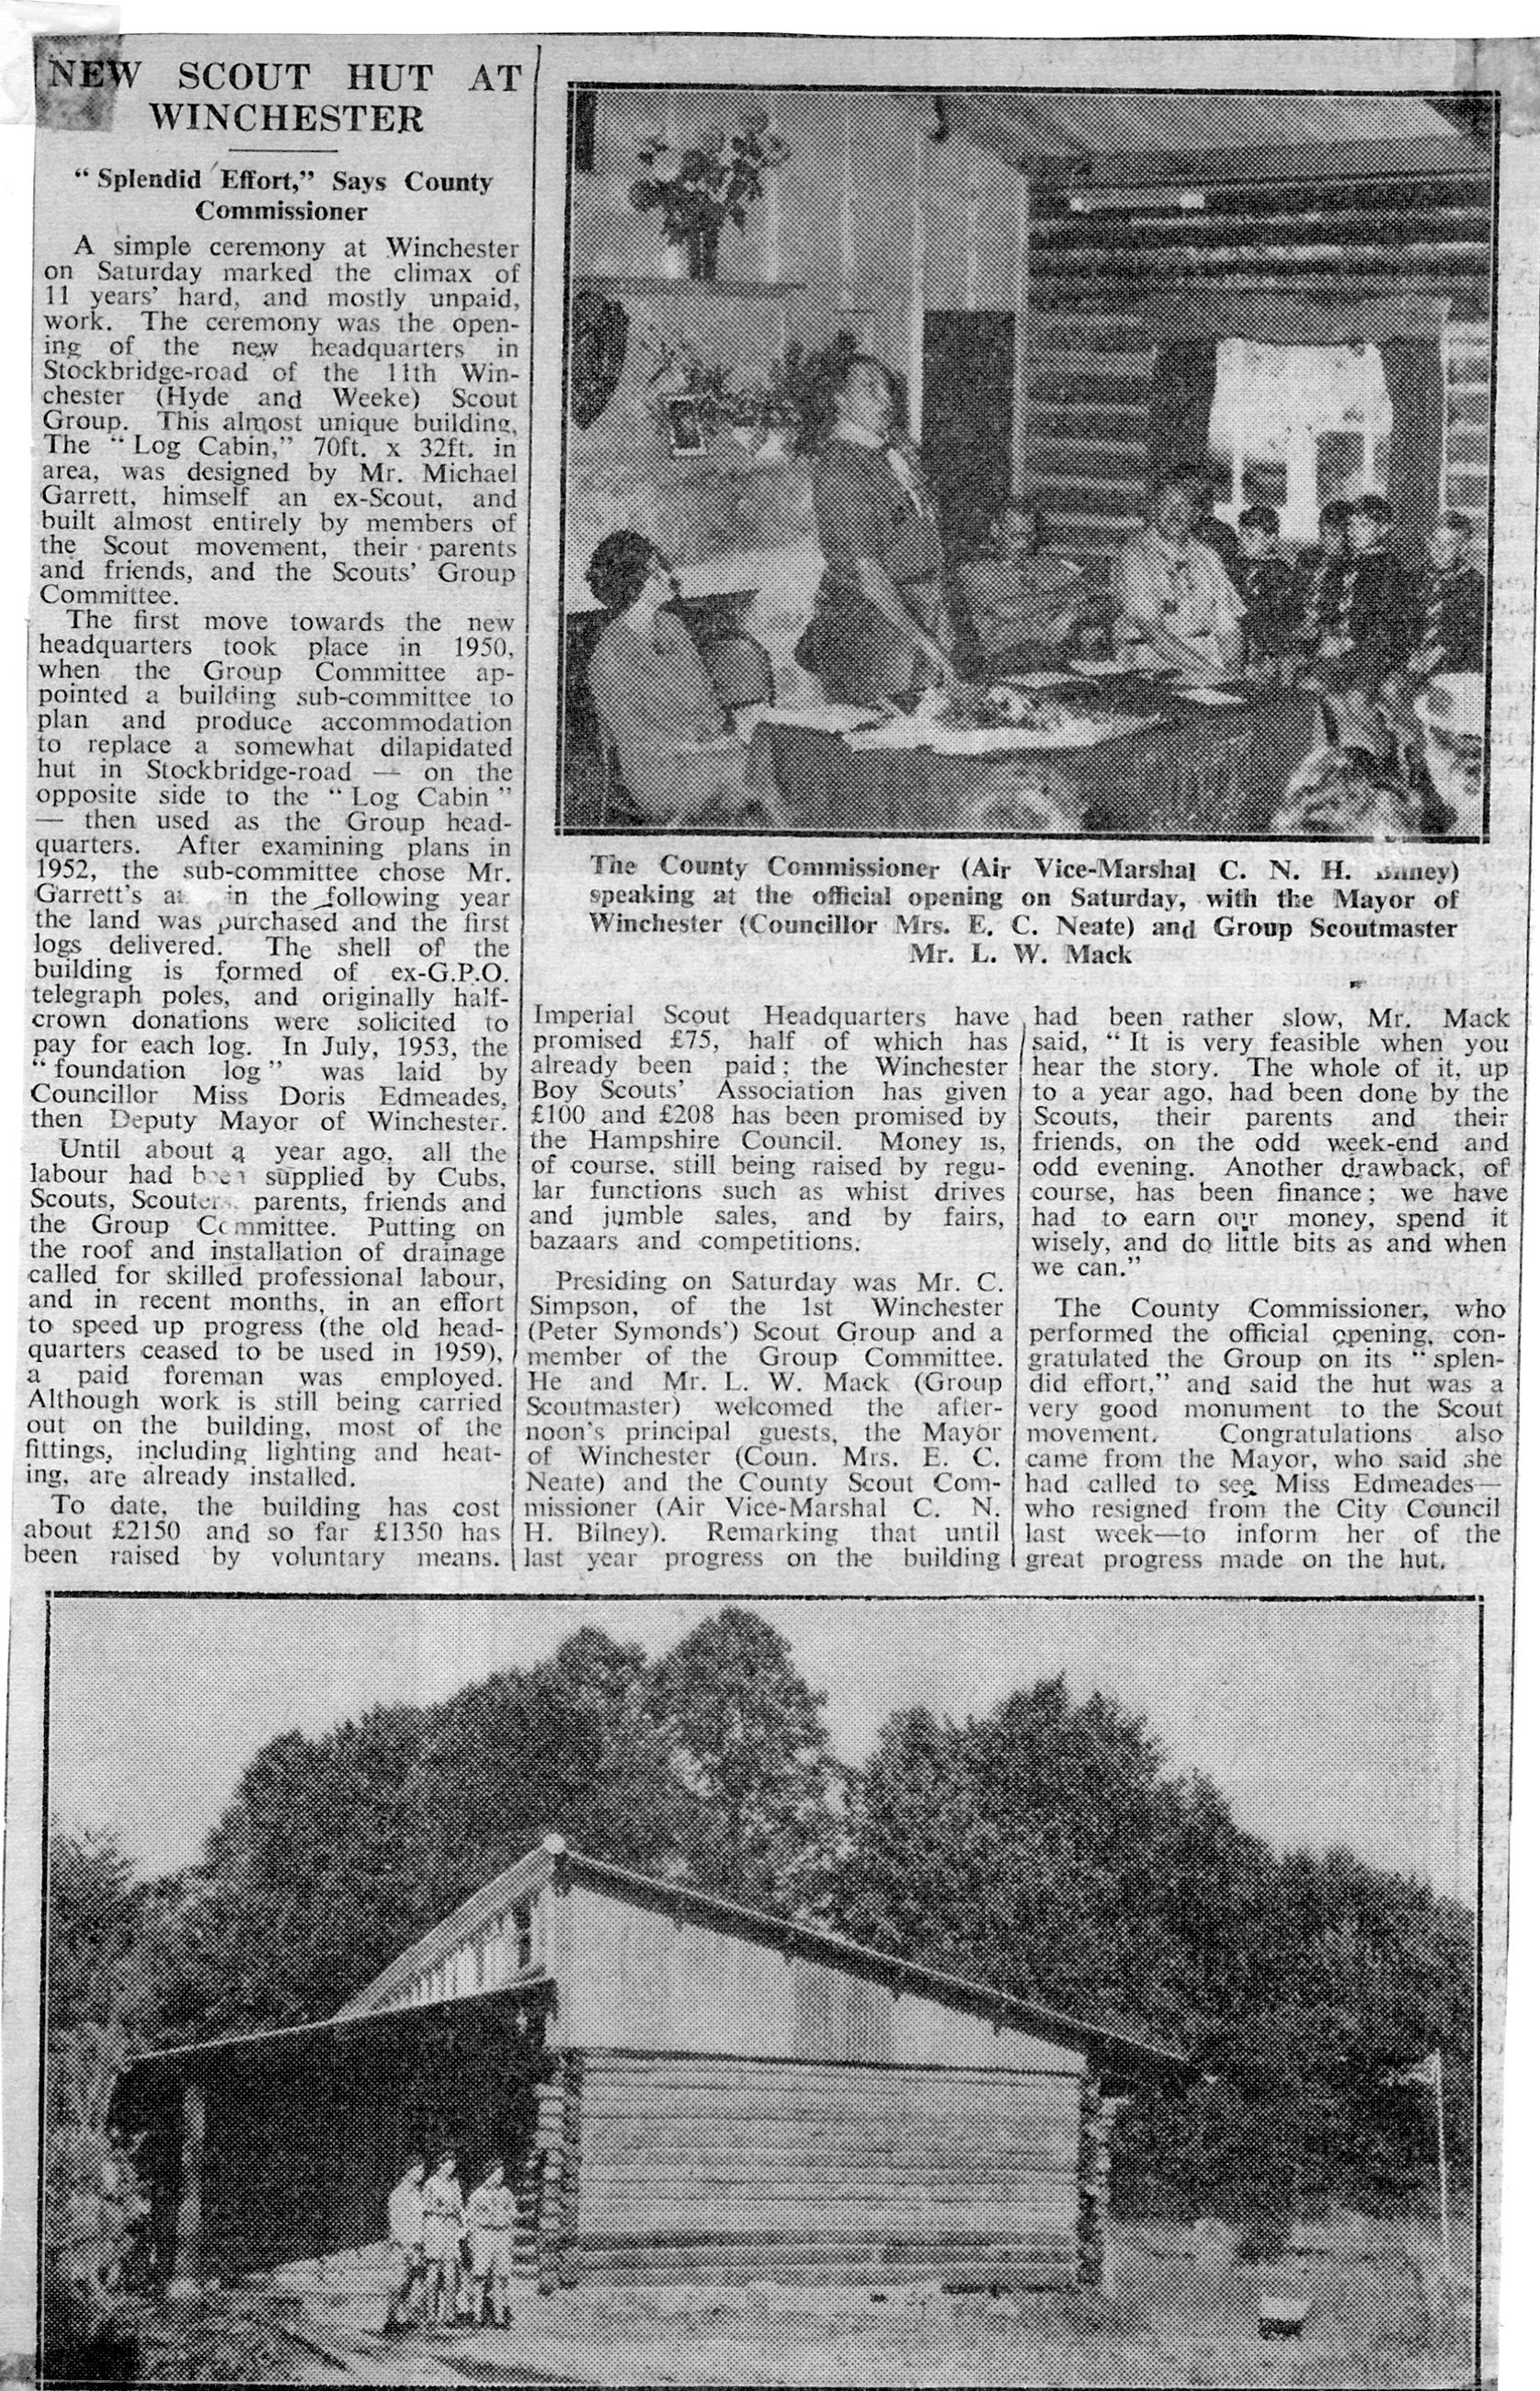 NEW SCOUT HUT AT
WINCHESTER
“Splendid Effort,” Says County
Commissioner
A simple ceremony at Winchester
on Saturday marked the climax of
11 years’ hard, and mostly unpaid,
work. The ceremony was the open-
ing of the new headquarters in
Stockbridge-road of the 11th Win-
chester (Hyde and Weeke) Scout
Group. This almost unique building,
The “Log Cabin,” 70ft. x 32ft. in
area, was designed by Mr. Michael
Garrett, himself an ex-Scout, and
built almost entirely by members of
the Scout movement, their parents
and friends, and the Scouts’ Group
Committee.
The first move towards the new
headquarters took place in 1950,
when the Group Committee ap-
pointed a building sub-committee to
plan and produce accommodation
to replace a somewhat dilapidated
hut in Stockbridge-road — on the
opposite side to the “Log Cabin”
— then used as the Group head-
quarters. After examining plans in
1952, the sub-committee chose Mr.
Garrett’s in the following year
the land was purchased and the first
logs delivered. The shell of the
building is formed of ex-G.P.O.
telegraph poles, and originally half-
crown donations were solicited to
pay for each log. In July, 1953, the
“foundation log” was laid by
Councillor Miss Doris Edmeades,
then Deputy Mayor of Winchester.
Until about a year ago, all the
labour had been supplied by Cubs,
Scouts, Scouters, parents, friends and
the Group Committee. Putting on
the roof and installation of drainage
called for skilled professional labour,
and in recent months, in an effort
to speed up progress (the old head-
quarters ceased to be used in 1959),
a paid foreman was employed.
Although work is still being carried
out on the building, most of the
fittings, including lighting and heat-
ing, are already installed.
To date, the building has cost
about £2150 and so far £1350 has
been raised by voluntary means.
The County Commissioner (Air Vice-Marshal C. N. H. Bilney)
speaking at the official opening on Saturday, with the Mayor of
Winchester (Councillor Mrs. E. C. Neate) and Group Scoutmaster
Mr. L. W. Mack
Imperial Scout Headquarters have
promised £75, half of which has
already been paid; the Winchester
Boy Scouts’ Association has given
£100 and £208 has been promised by
the Hampshire Council. Money is,
of course, still being raised by regu-
lar functions such as whist drives
and jumble sales, and by fairs,
bazaars and competitions.
Presiding on Saturday was Mr. C.
Simpson, of the 1st Winchester
(Peter Symonds’) Scout Group and a
member of the Group Committee.
He and Mr. L. W. Mack (Group
Scoutmaster) welcomed the after-
noon’s principal guests, the Mayor
of Winchester (Coun. Mrs. E. C.
Neate) and the County Scout Com-
missioner (Air Vice-Marshal C. N.
H. Bilney). Remarking that until
last year progress on the building
had been rather slow, Mr. Mack
said, “It is very feasible when you
hear the story. The whole of it, up
to a year ago, had been done by the
Scouts, their parents and their
friends, on the odd week-end and
odd evening. Another drawback, of
course, has been finance; we have
had to earn our money, spend it
wisely, and do little bits as and when
we can.”
The County Commissioner, who
performed the official opening, con-
gratulated the Group on its “splen-
did effort,” and said the hut was a
very good monument to the Scout
movement. Congratulations also
came from the Mayor, who said she
had called to see Miss Edmeades—
who resigned from the City Council
last week—to inform her of the
great progress made on the hut.